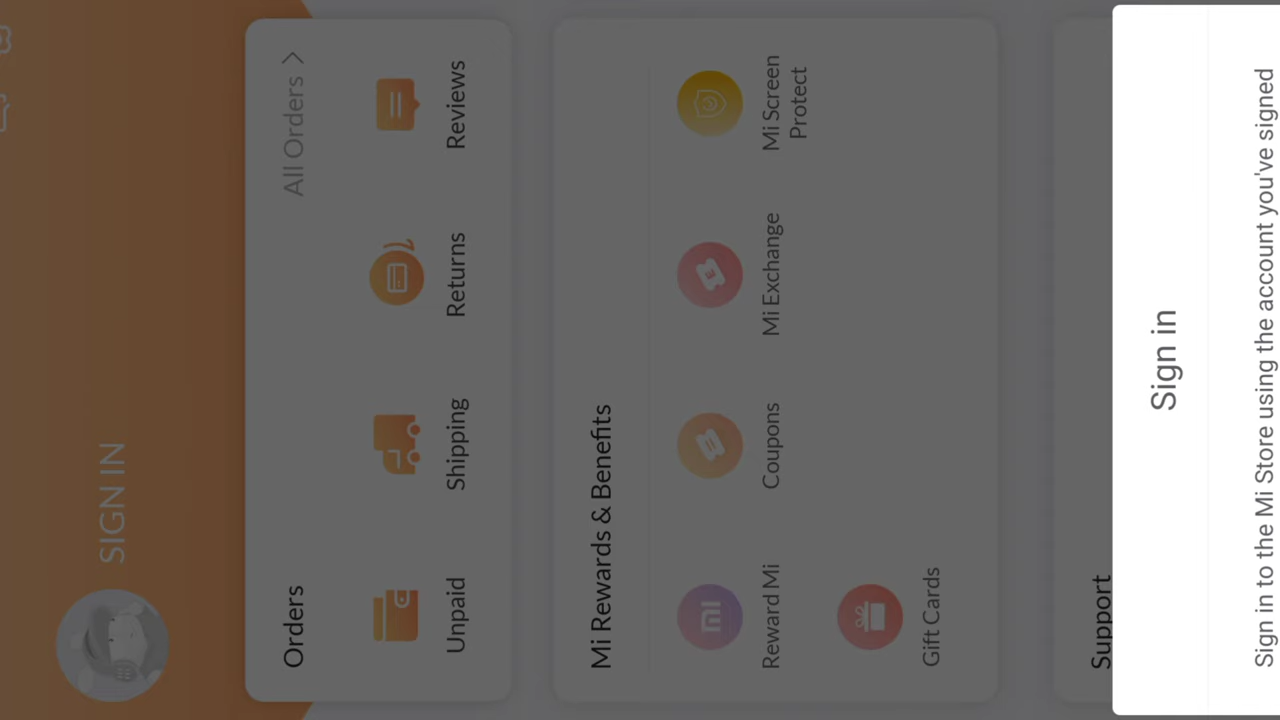 SIGN IN
Orders
All Orders >
Unpaid
Shipping
Returns
Reviews
Mi Rewards & Benefits
Reward Mi
Coupons
Mi Exchange
Mi Screen
Protect
Gift Cards
Support
Sign in
Sign in to the Mi Store using the account you've signed